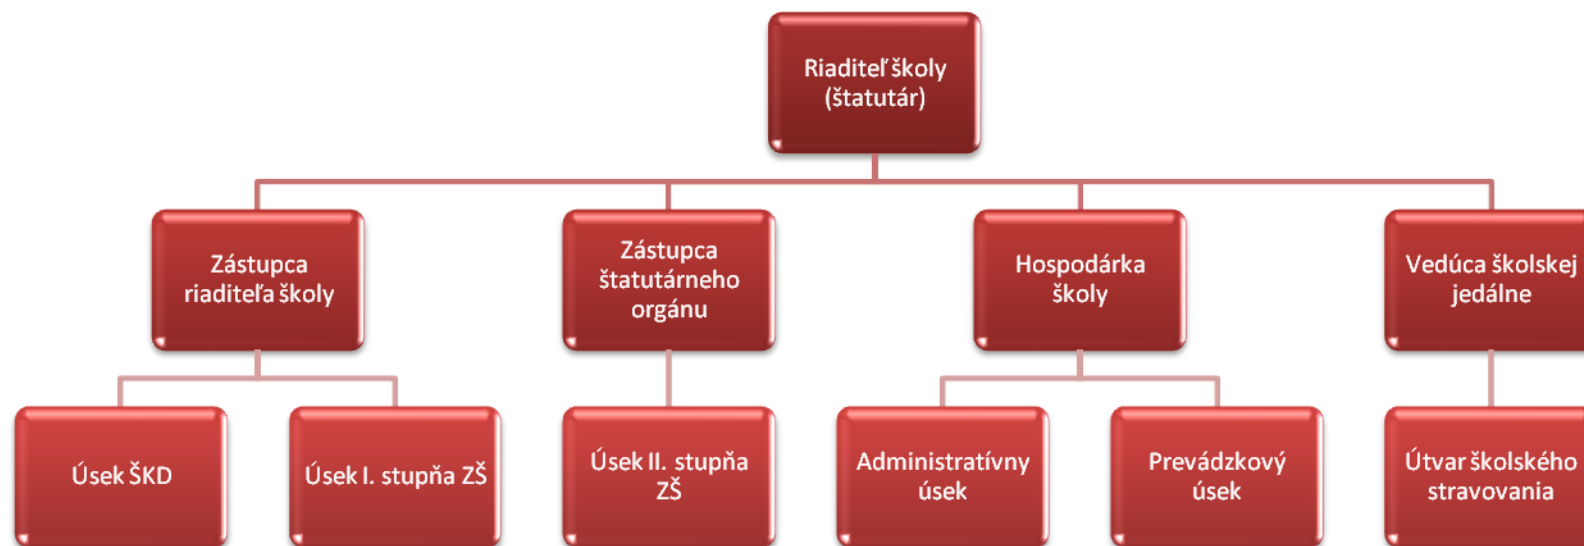 Riaditeľ školy
(štatutár)
Zástupca
riaditeľa školy
Zástupca
štatutárneho
orgánu
Hospodárka
školy
Vedúca školskej
jedálne
Úsek ŠKD
Úsek I. stupňa ZŠ
Úsek II. stupňa
ZŠ
Administratívny
úsek
Prevádzkový
úsek
Útvar školského
stravovania